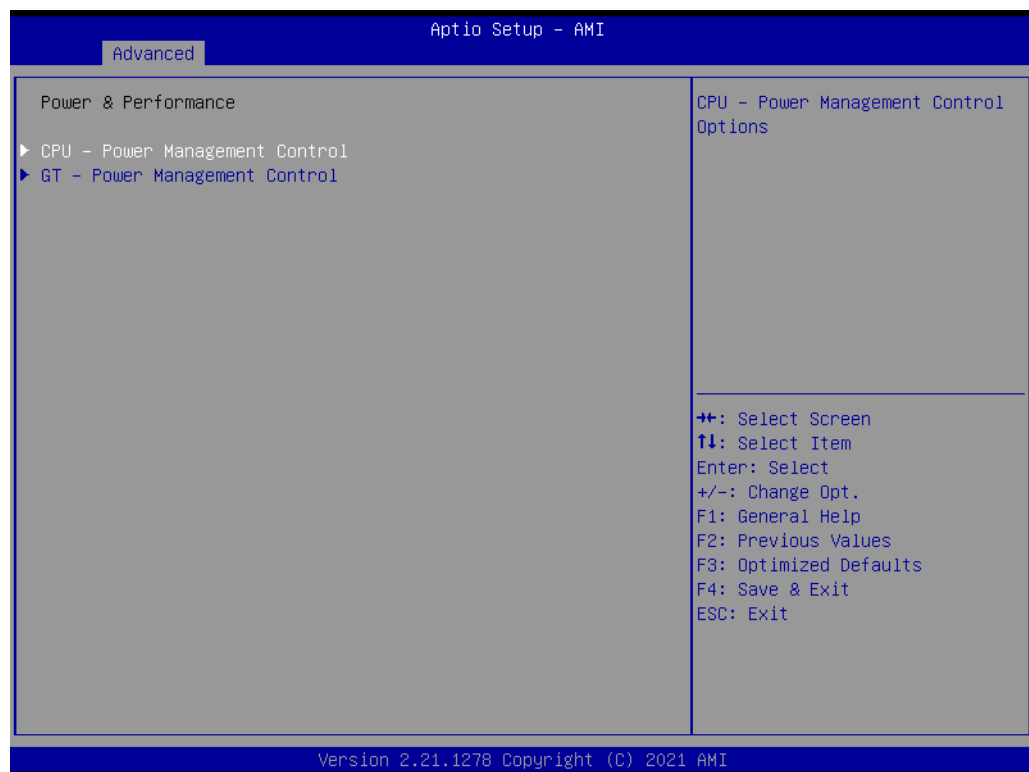 Aptio Setup – AMI
Advanced
Power & Performance
▶ CPU – Power Management Control
▶ GT – Power Management Control
CPU – Power Management Control
Options
→←: Select Screen
↑↓: Select Item
Enter: Select
+/-: Change Opt.
F1: General Help
F2: Previous Values
F3: Optimized Defaults
F4: Save & Exit
ESC: Exit
Version 2.21.1278 Copyright (C) 2021 AMI